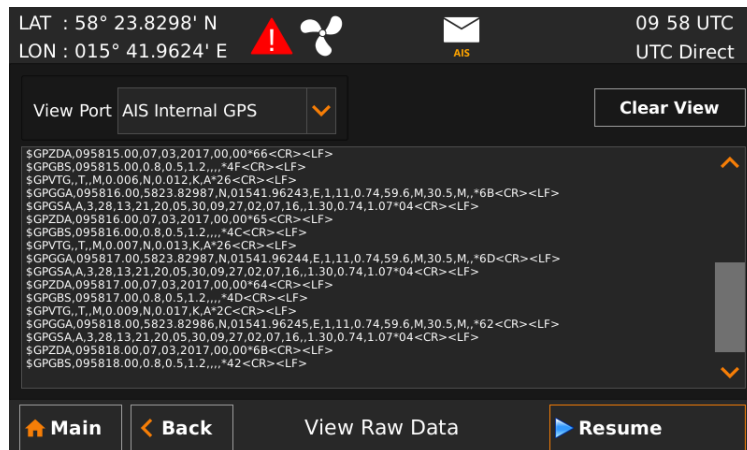 LAT : 58° 23.8298' N
LON : 015° 41.9624' E
AIS
09 58 UTC
UTC Direct
View Port AIS Internal GPS
Clear View
$GPZDA,095815.00,07,03,2017,00,00*66<CR><LF>
$GPGBS,095815.00,0.8,0.5,1.2,,,,*4F<CR><LF>
$GPVTG,,T,,M,0.006,N,0.012,K,A*26<CR><LF>
$GPGGA,095816.00,5823.82987,N,01541.96243,E,1,11,0.74,59.6,M,30.5,M,,*6B<CR><LF>
$GPGSA,A,3,28,13,21,20,05,30,09,27,02,07,16,,1.30,0.74,1.07*04<CR><LF>
$GPZDA,095816.00,07,03,2017,00,00*65<CR><LF>
$GPGBS,095816.00,0.8,0.5,1.2,,,,*4C<CR><LF>
$GPVTG,,T,,M,0.007,N,0.013,K,A*26<CR><LF>
$GPGGA,095817.00,5823.82987,N,01541.96244,E,1,11,0.74,59.6,M,30.5,M,,*6D<CR><LF>
$GPGSA,A,3,28,13,21,20,05,30,09,27,02,07,16,,1.30,0.74,1.07*04<CR><LF>
$GPZDA,095817.00,07,03,2017,00,00*64<CR><LF>
$GPGBS,095817.00,0.8,0.5,1.2,,,,*4D<CR><LF>
$GPVTG,,T,,M,0.009,N,0.017,K,A*2C<CR><LF>
$GPGGA,095818.00,5823.82986,N,01541.96245,E,1,11,0.74,59.6,M,30.5,M,,*62<CR><LF>
$GPGSA,A,3,28,13,21,20,05,30,09,27,02,07,16,,1.30,0.74,1.07*04<CR><LF>
$GPZDA,095818.00,07,03,2017,00,00*6B<CR><LF>
$GPGBS,095818.00,0.8,0.5,1.2,,,,*42<CR><LF>
Main
Back
View Raw Data
Resume